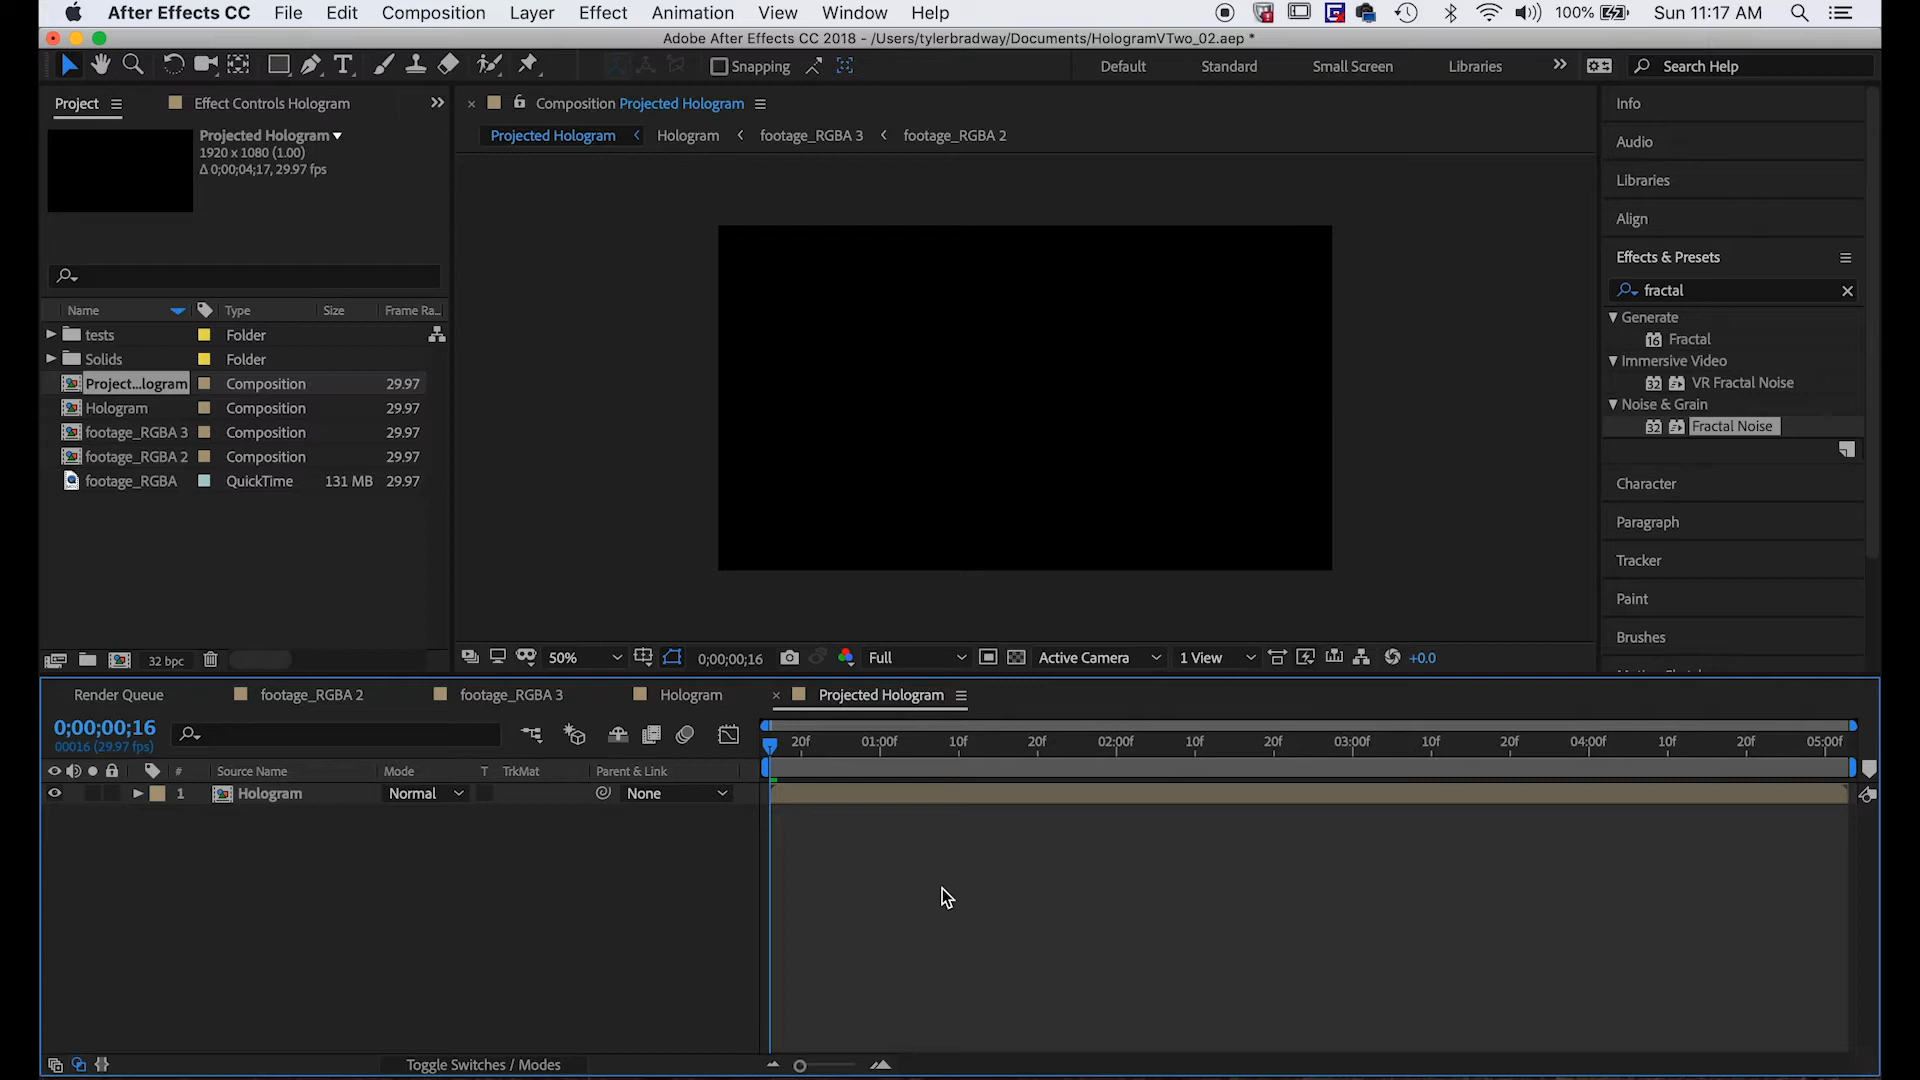 After Effects CC File Edit Composition Layer Effect Animation View Window Help 100% Sun 11:17 AM
Adobe After Effects CC 2018 - /Users/tylerbradway/Documents/HologramVTwo_02.aep *
Snapping Default Standard Small Screen Libraries Search Help
Project Effect Controls Hologram
Projected Hologram
1920 x 1080 (1.00)
Δ 0;00;04;17, 29.97 fps
Name Type Size Frame Ra...
tests Folder
Solids Folder
Project...logram Composition 29.97
Hologram Composition 29.97
footage_RGBA 3 Composition 29.97
footage_RGBA 2 Composition 29.97
footage_RGBA QuickTime 131 MB 29.97
32 bpc
Composition Projected Hologram
Projected Hologram Hologram footage_RGBA 3 footage_RGBA 2
50% 0;00;00;16 Full Active Camera 1 View +0.0
Info
Audio
Libraries
Align
Effects & Presets
fractal
Generate
16 Fractal
Immersive Video
32 VR Fractal Noise
Noise & Grain
32 Fractal Noise
Character
Paragraph
Tracker
Paint
Brushes
Render Queue footage_RGBA 2 footage_RGBA 3 Hologram Projected Hologram
0;00;00;16
00016 (29.97 fps)
20f 01:00f 10f 20f 02:00f 10f 20f 03:00f 10f 20f 04:00f 10f 20f 05:00f
# Source Name Mode T TrkMat Parent & Link
1 Hologram Normal None
Toggle Switches / Modes